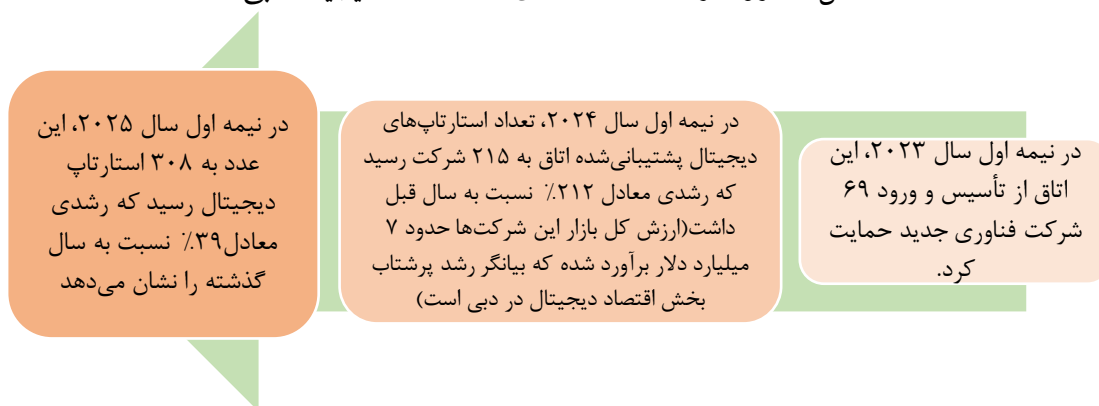 در نیمه اول سال ۲۰۲۳، این
اتاق از تأسیس و ورود ۶۹
شرکت فناوری جدید حمایت
کرد.
در نیمه اول سال ۲۰۲۴، تعداد استارتاپ‌های
دیجیتال پشتیبانی‌شده اتاق به ۲۱۵ شرکت رسید
که رشدی معادل ۲۱۲٪ نسبت به سال قبل
داشت(ارزش کل بازار این شرکت‌ها حدود ۷
میلیارد دلار برآورد شده که بیانگر رشد پرشتاب
بخش اقتصاد دیجیتال در دبی است)
در نیمه اول سال ۲۰۲۵، این
عدد به ۳۰۸ استارتاپ
دیجیتال رسید که رشدی
معادل۳۹٪ نسبت به سال
گذشته را نشان می‌دهد